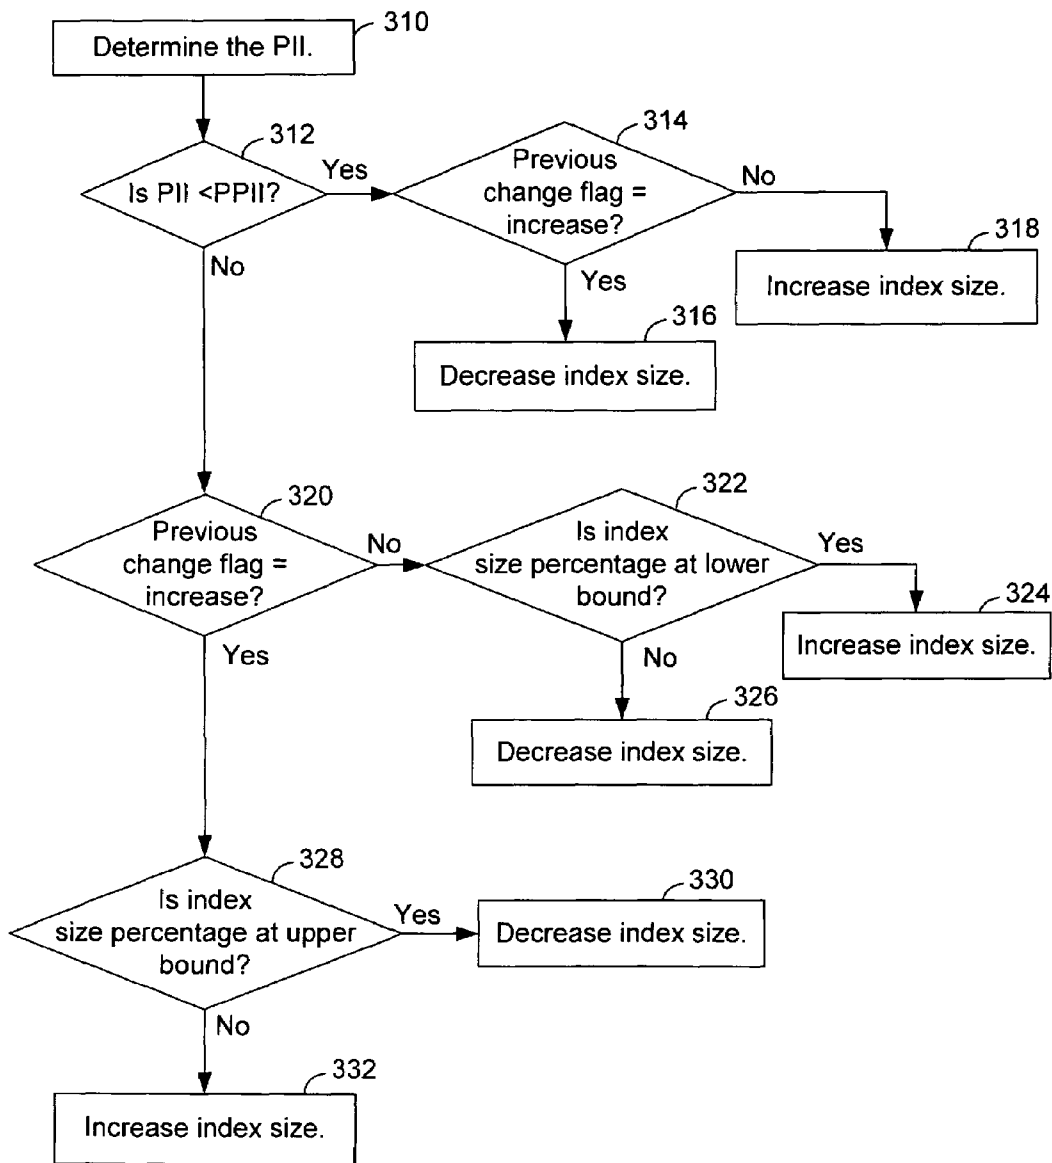 310
Determine the PII.
312
Is PII <PPII?
Yes
No
314
Previous
change flag =
increase?
No
Yes
318
Increase index size.
316
Decrease index size.
320
Previous
change flag =
increase?
No
Yes
322
Is index
size percentage at lower
bound?
Yes
No
324
Increase index size.
326
Decrease index size.
328
Is index
size percentage at upper
bound?
Yes
No
330
Decrease index size.
332
Increase index size.